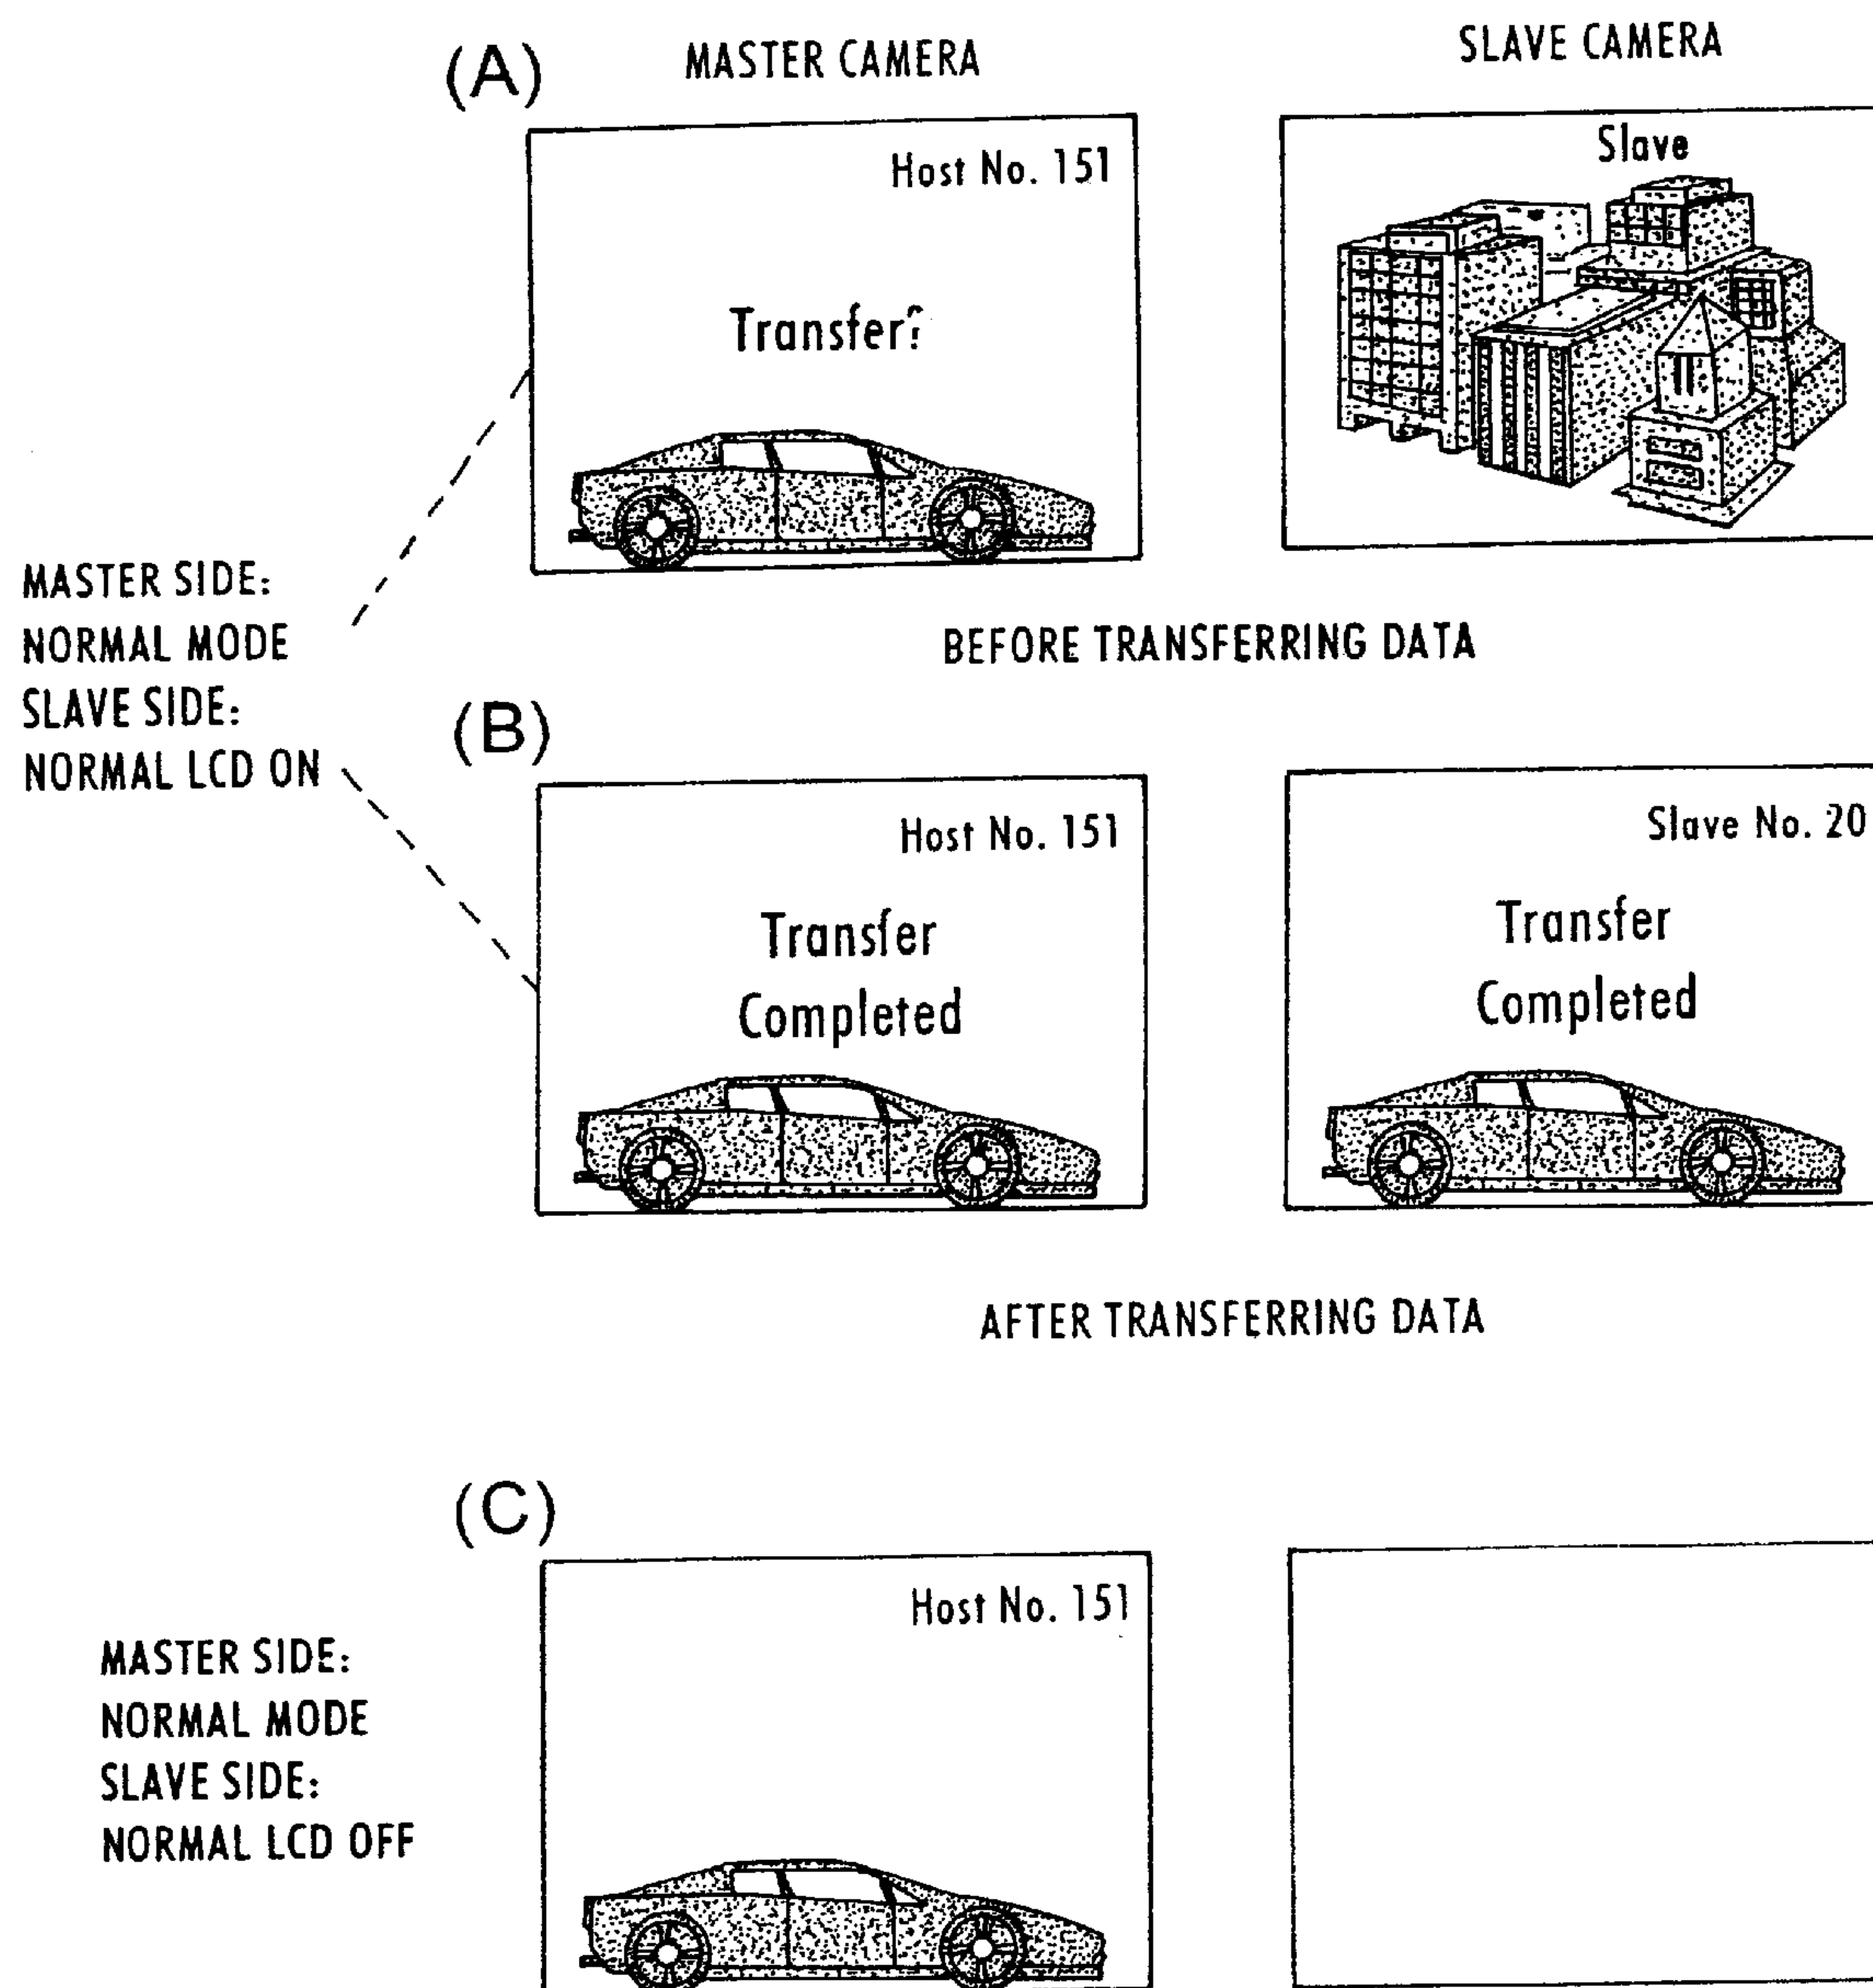 (A)
MASTER CAMERA
SLAVE CAMERA
Host No. 151
Transfer?
Slave
MASTER SIDE:
NORMAL MODE
SLAVE SIDE:
NORMAL LCD ON
BEFORE TRANSFERRING DATA
(B)
Host No. 151
Transfer
Completed
Slave No. 20
Transfer
Completed
AFTER TRANSFERRING DATA
(C)
Host No. 151
MASTER SIDE:
NORMAL MODE
SLAVE SIDE:
NORMAL LCD OFF